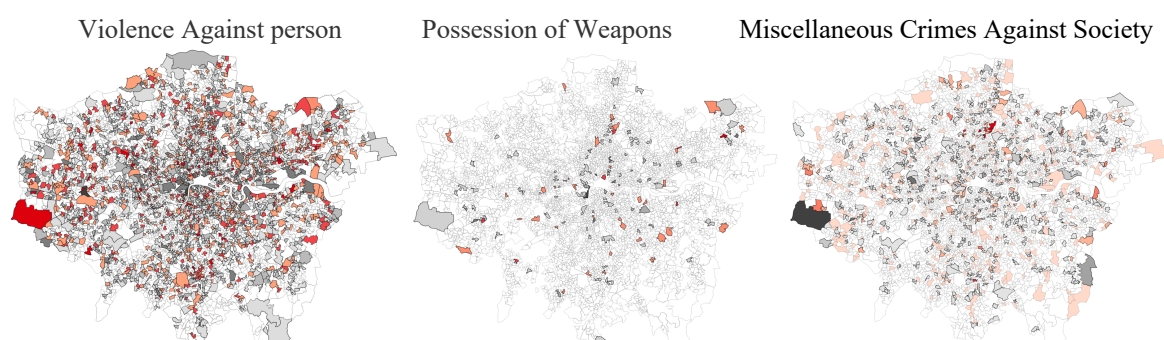 Violence Against person
Possession of Weapons
Miscellaneous Crimes Against Society